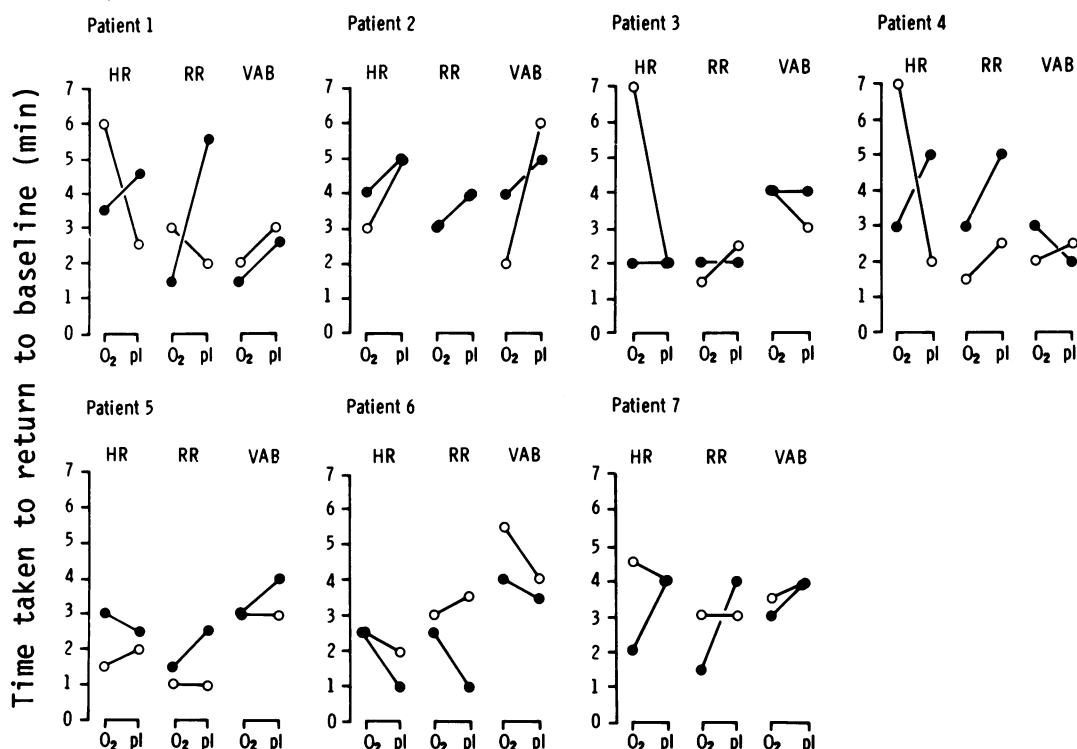 Time taken to return to baseline (min)
Patient 1
HR RR VAB
7
6
5
4
3
2
1
0
O₂ pl O₂ pl O₂ pl
Patient 2
HR RR VAB
7
6
5
4
3
2
1
0
O₂ pl O₂ pl O₂ pl
Patient 3
HR RR VAB
7
6
5
4
3
2
1
0
O₂ pl O₂ pl O₂ pl
Patient 4
HR RR VAB
7
6
5
4
3
2
1
0
O₂ pl O₂ pl O₂ pl
Patient 5
HR RR VAB
7
6
5
4
3
2
1
0
O₂ pl O₂ pl O₂ pl
Patient 6
HR RR VAB
7
6
5
4
3
2
1
0
O₂ pl O₂ pl O₂ pl
Patient 7
HR RR VAB
7
6
5
4
3
2
1
0
O₂ pl O₂ pl O₂ pl